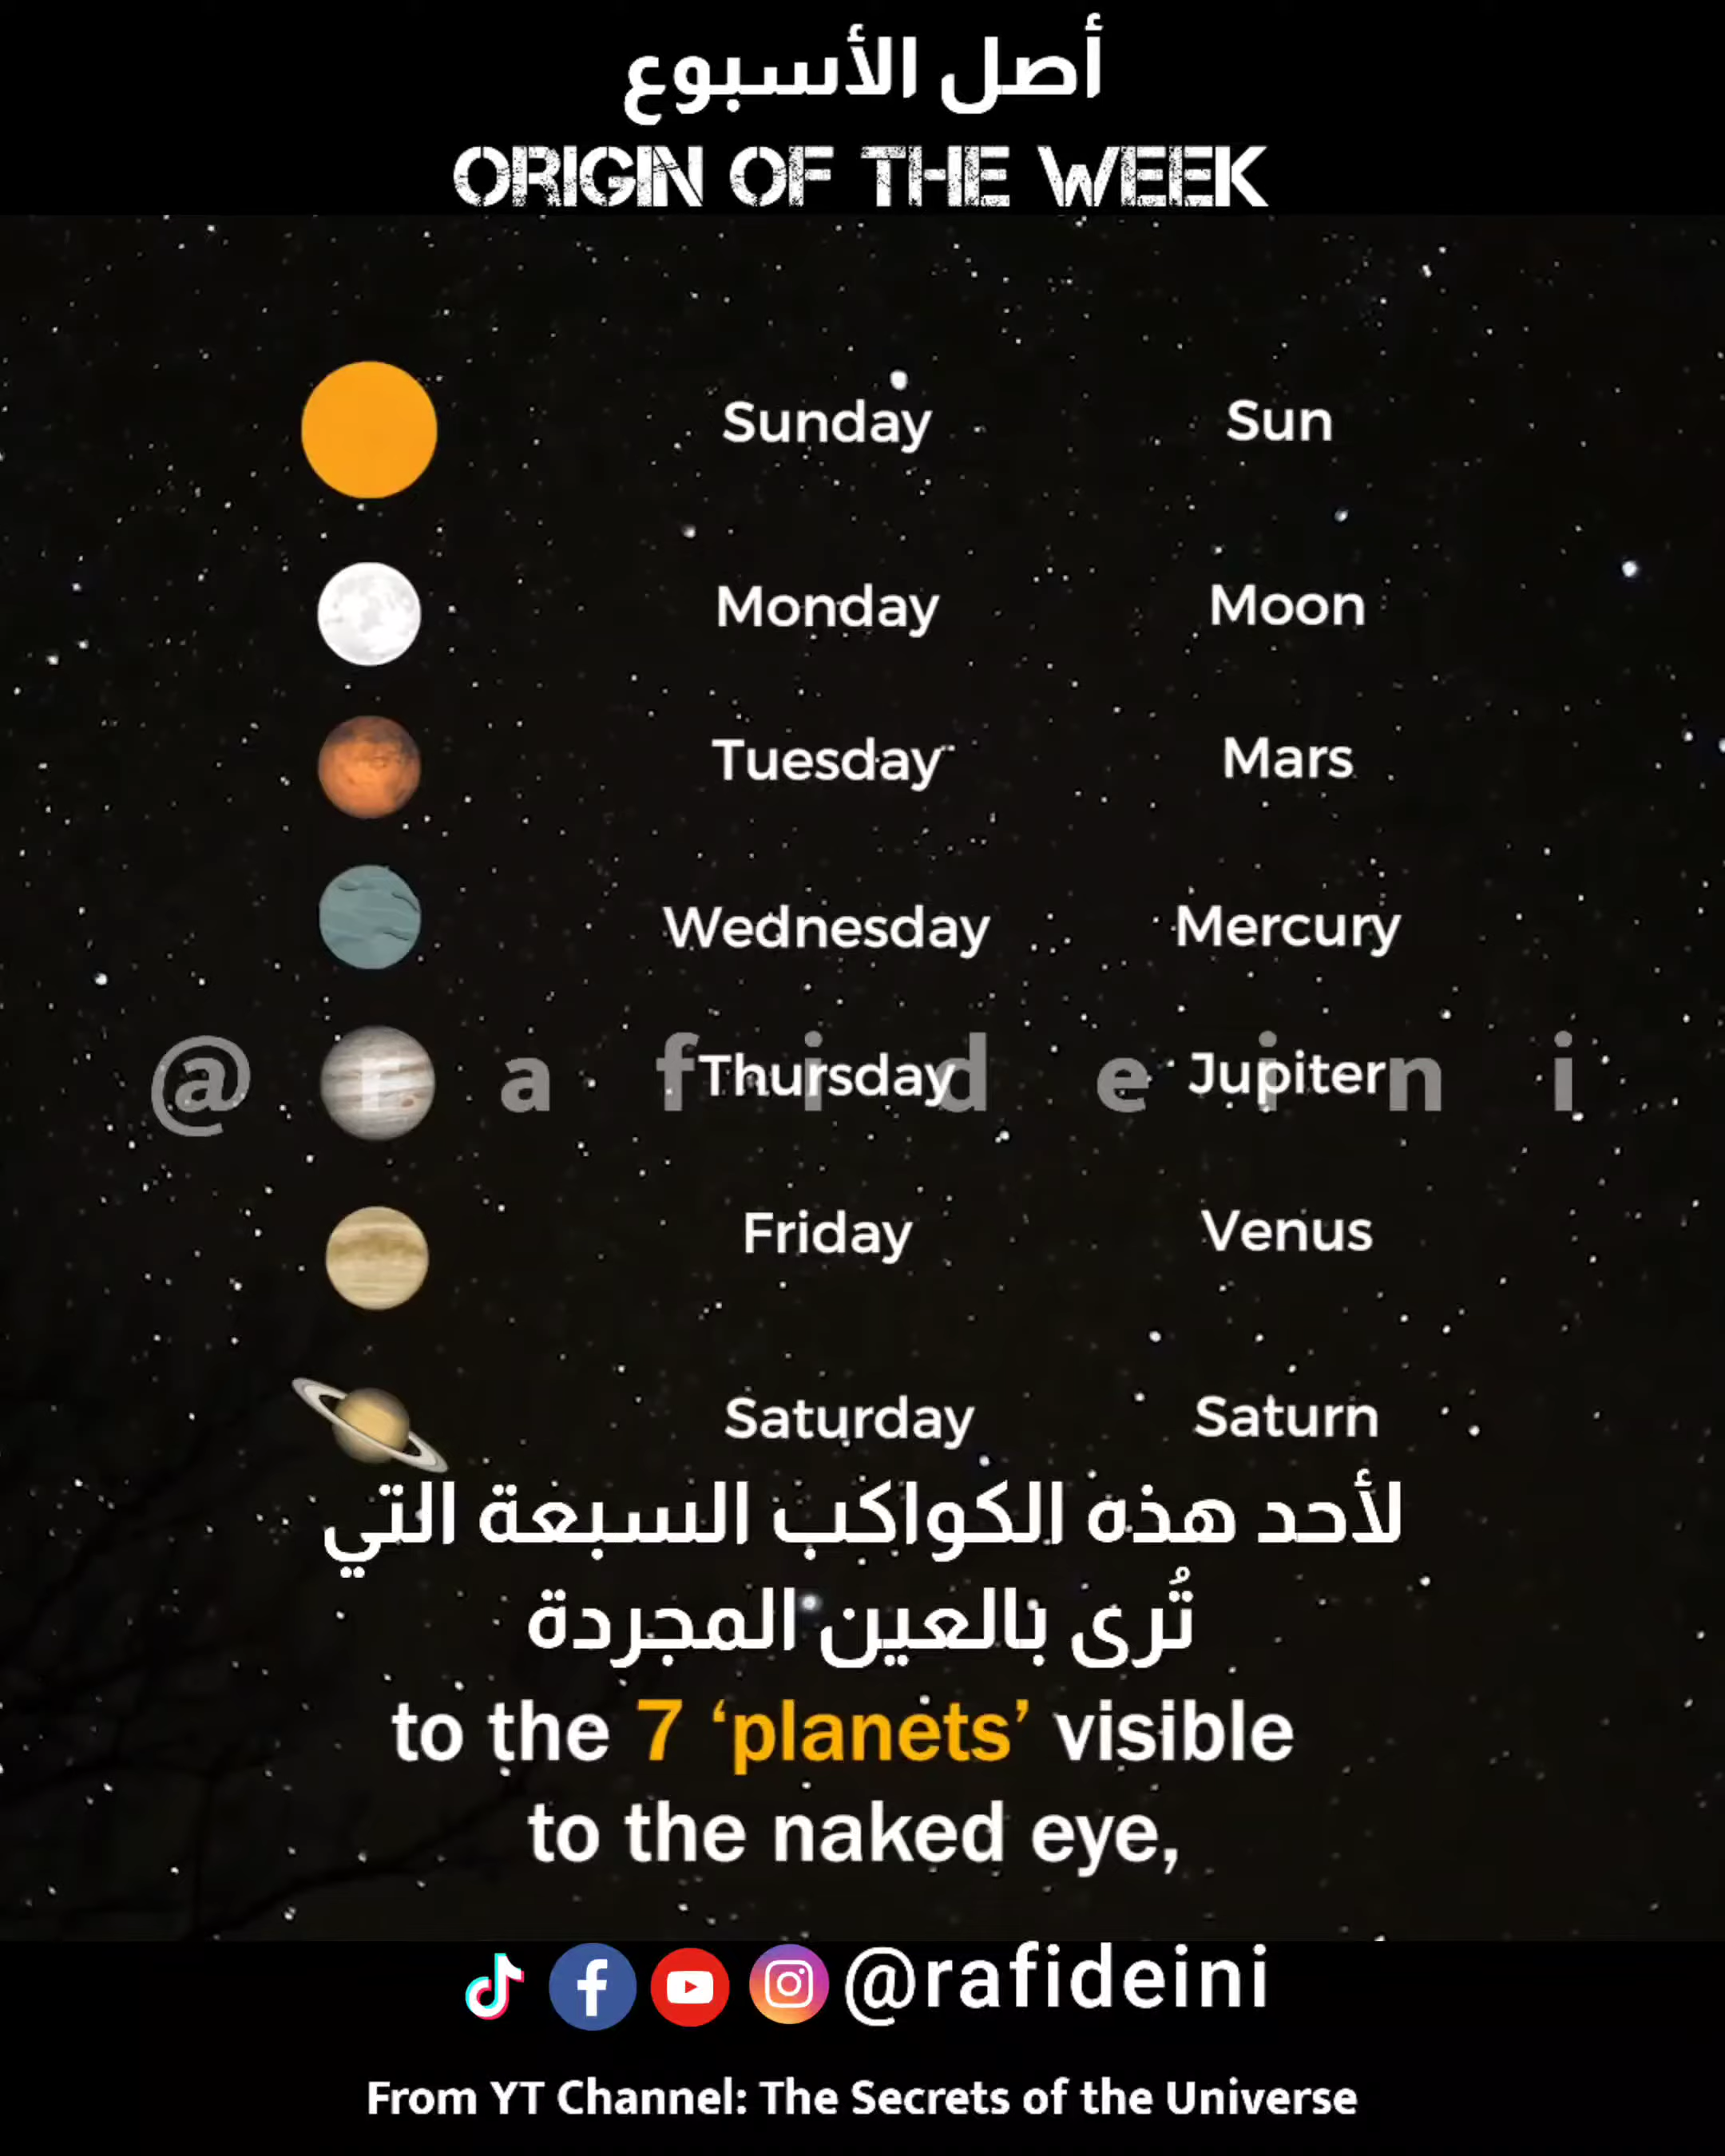 أصل الأسبوع
ORIGIN OF THE WEEK
Sunday Sun
Monday Moon
Tuesday Mars
Wednesday Mercury
Thursday Jupiter
@rafideini
Friday Venus
Saturday Saturn
لأحد هذه الكواكب السبعة التي
تُرى بالعين المجردة
to the 7 ‘planets’ visible
to the naked eye,
@rafideini
From YT Channel: The Secrets of the Universe